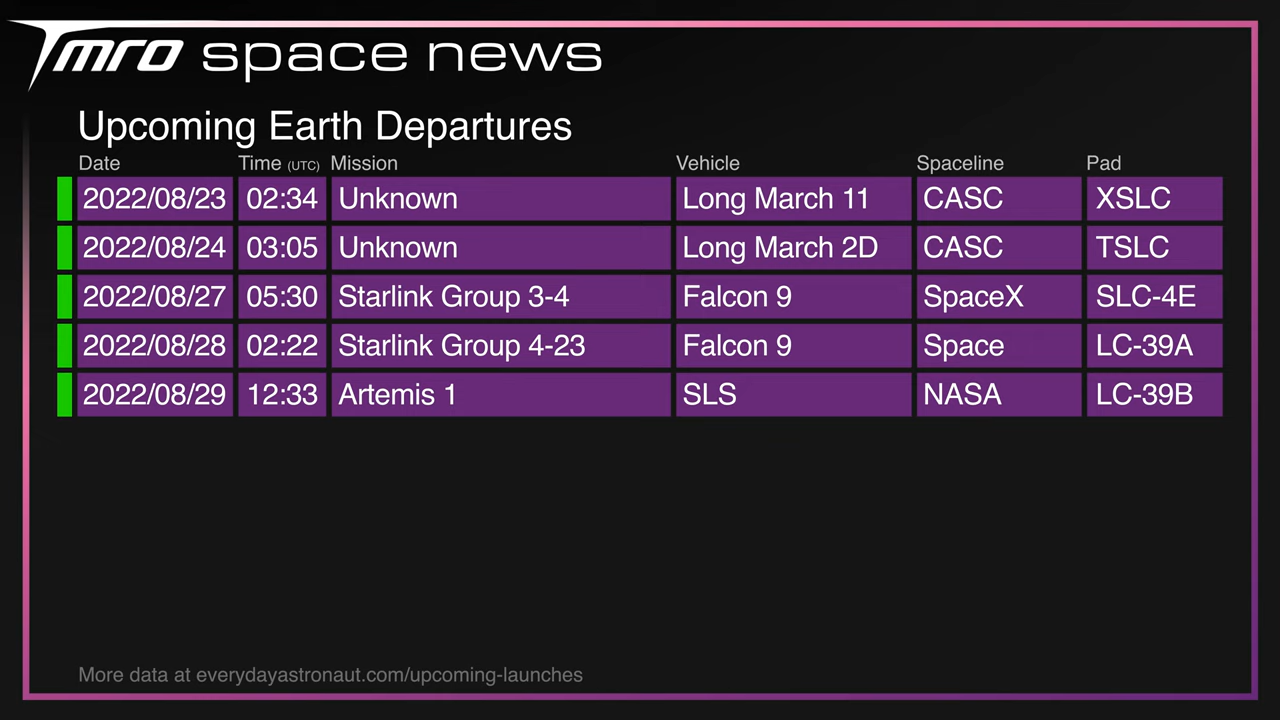 TMRO space news
Upcoming Earth Departures
Date Time (UTC) Mission Vehicle Spaceline Pad
2022/08/23 02:34 Unknown Long March 11 CASC XSLC
2022/08/24 03:05 Unknown Long March 2D CASC TSLC
2022/08/27 05:30 Starlink Group 3-4 Falcon 9 SpaceX SLC-4E
2022/08/28 02:22 Starlink Group 4-23 Falcon 9 Space LC-39A
2022/08/29 12:33 Artemis 1 SLS NASA LC-39B
More data at everydayastronaut.com/upcoming-launches